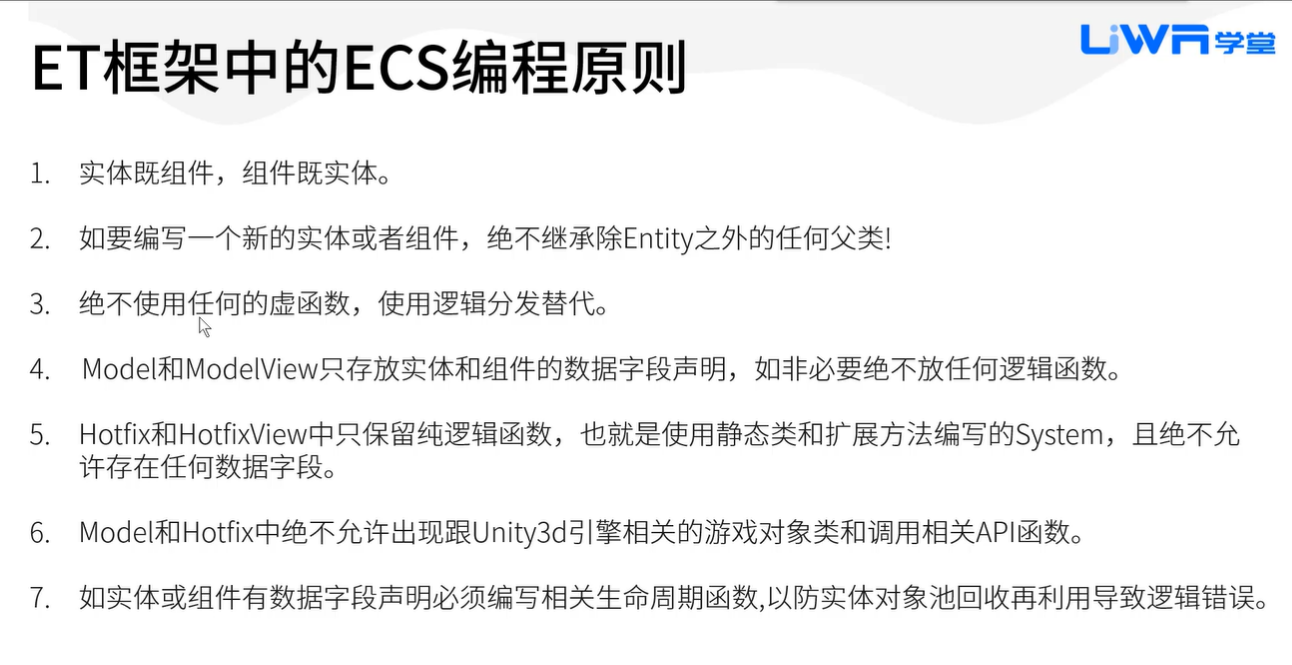 LiWA学堂
ET框架中的ECS编程原则
1. 实体既组件，组件既实体。
2. 如要编写一个新的实体或者组件，绝不继承除Entity之外的任何父类!
3. 绝不使用任何的虚函数，使用逻辑分发替代。
4. Model和ModelView只存放实体和组件的数据字段声明，如非必要绝不放任何逻辑函数。
5. Hotfix和HotfixView中只保留纯逻辑函数，也就是使用静态类和扩展方法编写的System，且绝不允
许存在任何数据字段。
6. Model和Hotfix中绝不允许出现跟Unity3d引擎相关的游戏对象类和调用相关API函数。
7. 如实体或组件有数据字段声明必须编写相关生命周期函数,以防实体对象池回收再利用导致逻辑错误。